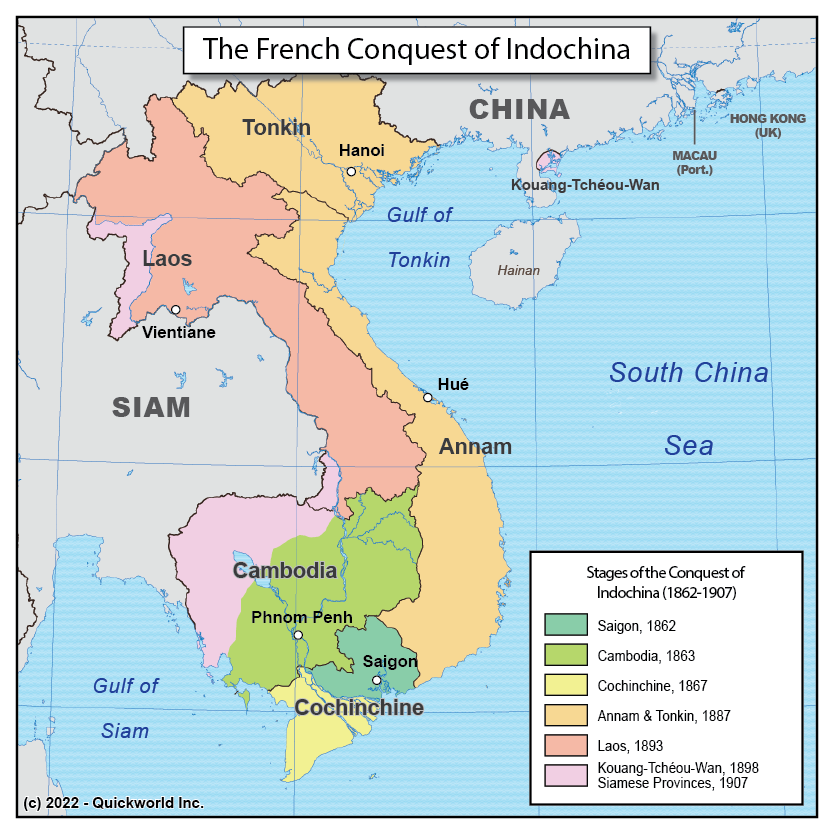 The French Conquest of Indochina
CHINA
HONG KONG
(UK)
MACAU
(Port.)
Tonkin
Hanoi
Kouang-Tchéou-Wan
Gulf of
Tonkin
Hainan
Laos
Vientiane
South China
Sea
Hué
SIAM
Annam
Cambodia
Phnom Penh
Saigon
Cochinchine
Gulf of
Siam
Stages of the Conquest of
Indochina (1862-1907)
Saigon, 1862
Cambodia, 1863
Cochinchine, 1867
Annam & Tonkin, 1887
Laos, 1893
Kouang-Tchéou-Wan, 1898
Siamese Provinces, 1907
(c) 2022 - Quickworld Inc.